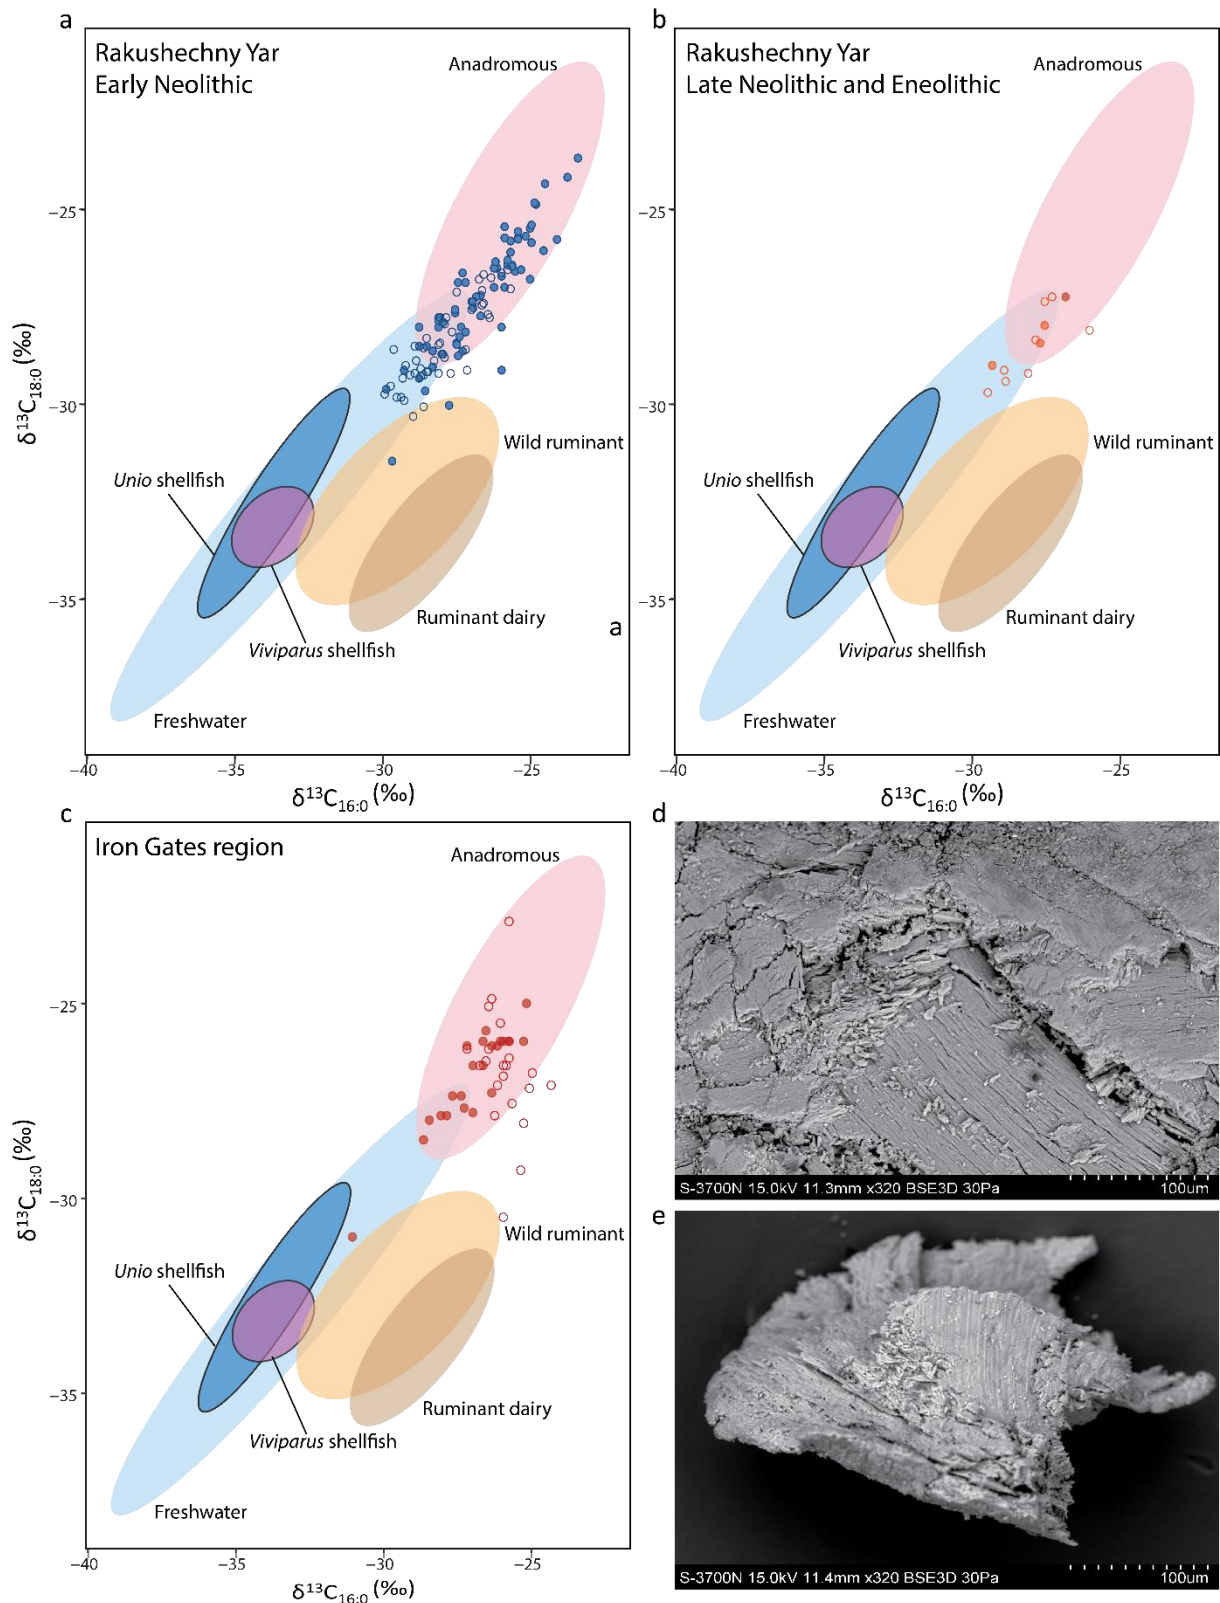 a
Rakushechny Yar
Early Neolithic
Anadromous
−25
−30
−35
δ¹³C₁₈:₀ (‰)
Wild ruminant
Unio shellfish
Ruminant dairy
Viviparus shellfish
Freshwater
a
−40
−35
−30
−25
δ¹³C₁₆:₀ (‰)
b
Rakushechny Yar
Late Neolithic and Eneolithic
Anadromous
−25
−30
−35
Wild ruminant
Unio shellfish
Ruminant dairy
Viviparus shellfish
Freshwater
−40
−35
−30
−25
δ¹³C₁₆:₀ (‰)
c
Iron Gates region
Anadromous
−25
−30
−35
δ¹³C₁₈:₀ (‰)
Wild ruminant
Unio shellfish
Ruminant dairy
Viviparus shellfish
Freshwater
−40
−35
−30
−25
δ¹³C₁₆:₀ (‰)
d
S-3700N 15.0kV 11.3mm x320 BSE3D 30Pa
100um
e
S-3700N 15.0kV 11.4mm x320 BSE3D 30Pa
100um